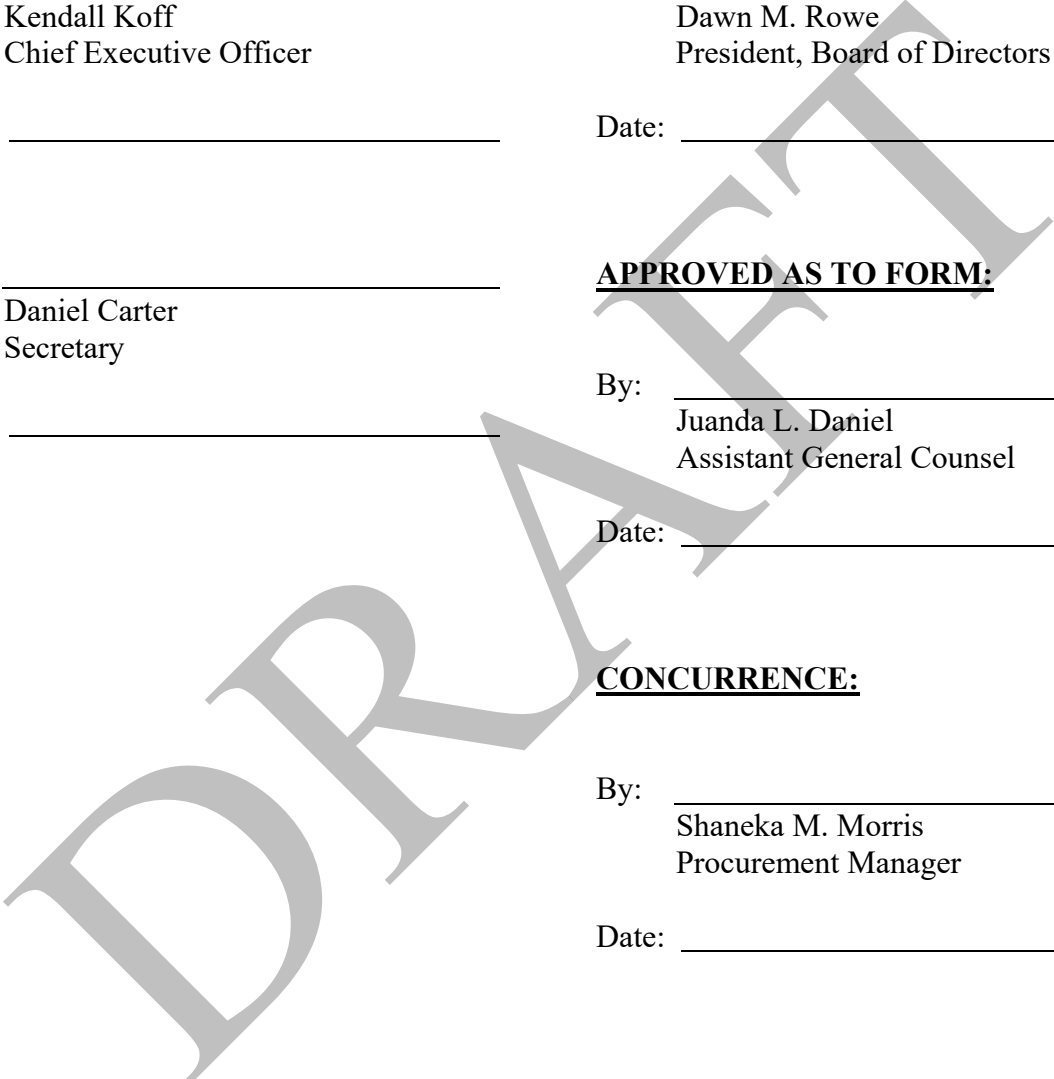 Kendall Koff
Chief Executive Officer
Daniel Carter
Secretary
Dawn M. Rowe
President, Board of Directors
Date:
APPROVED AS TO FORM:
By:
Juanda L. Daniel
Assistant General Counsel
Date:
CONCURRENCE:
By:
Shaneka M. Morris
Procurement Manager
Date:
DRAFT